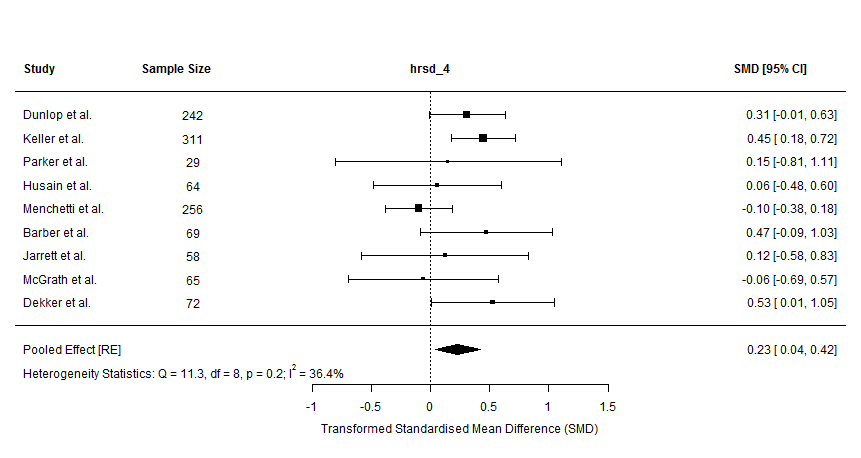 Study Sample Size hrsd_4 SMD [95% CI]
Dunlop et al. 242 0.31 [-0.01, 0.63]
Keller et al. 311 0.45 [ 0.18, 0.72]
Parker et al. 29 0.15 [-0.81, 1.11]
Husain et al. 64 0.06 [-0.48, 0.60]
Menchetti et al. 256 -0.10 [-0.38, 0.18]
Barber et al. 69 0.47 [-0.09, 1.03]
Jarrett et al. 58 0.12 [-0.58, 0.83]
McGrath et al. 65 -0.06 [-0.69, 0.57]
Dekker et al. 72 0.53 [ 0.01, 1.05]
Pooled Effect [RE] 0.23 [ 0.04, 0.42]
Heterogeneity Statistics: Q = 11.3, df = 8, p = 0.2; I² = 36.4%
-1 -0.5 0 0.5 1 1.5
Transformed Standardised Mean Difference (SMD)